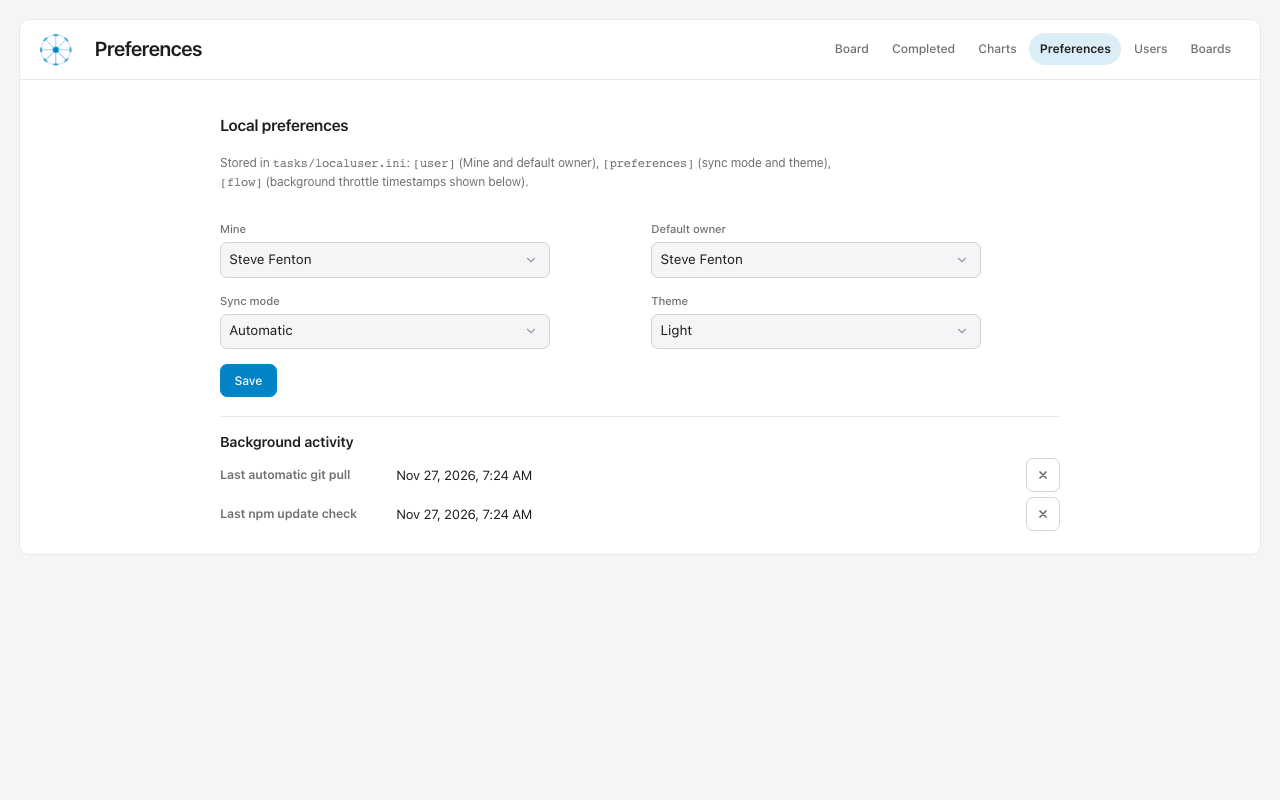 Preferences
Board Completed Charts Preferences Users Boards
Local preferences
Stored in tasks/localuser.ini: [user] (Mine and default owner), [preferences] (sync mode and theme),
[flow] (background throttle timestamps shown below).
Mine Default owner
Steve Fenton Steve Fenton
Sync mode Theme
Automatic Light
Save
Background activity
Last automatic git pull Nov 27, 2026, 7:24 AM
Last npm update check Nov 27, 2026, 7:24 AM